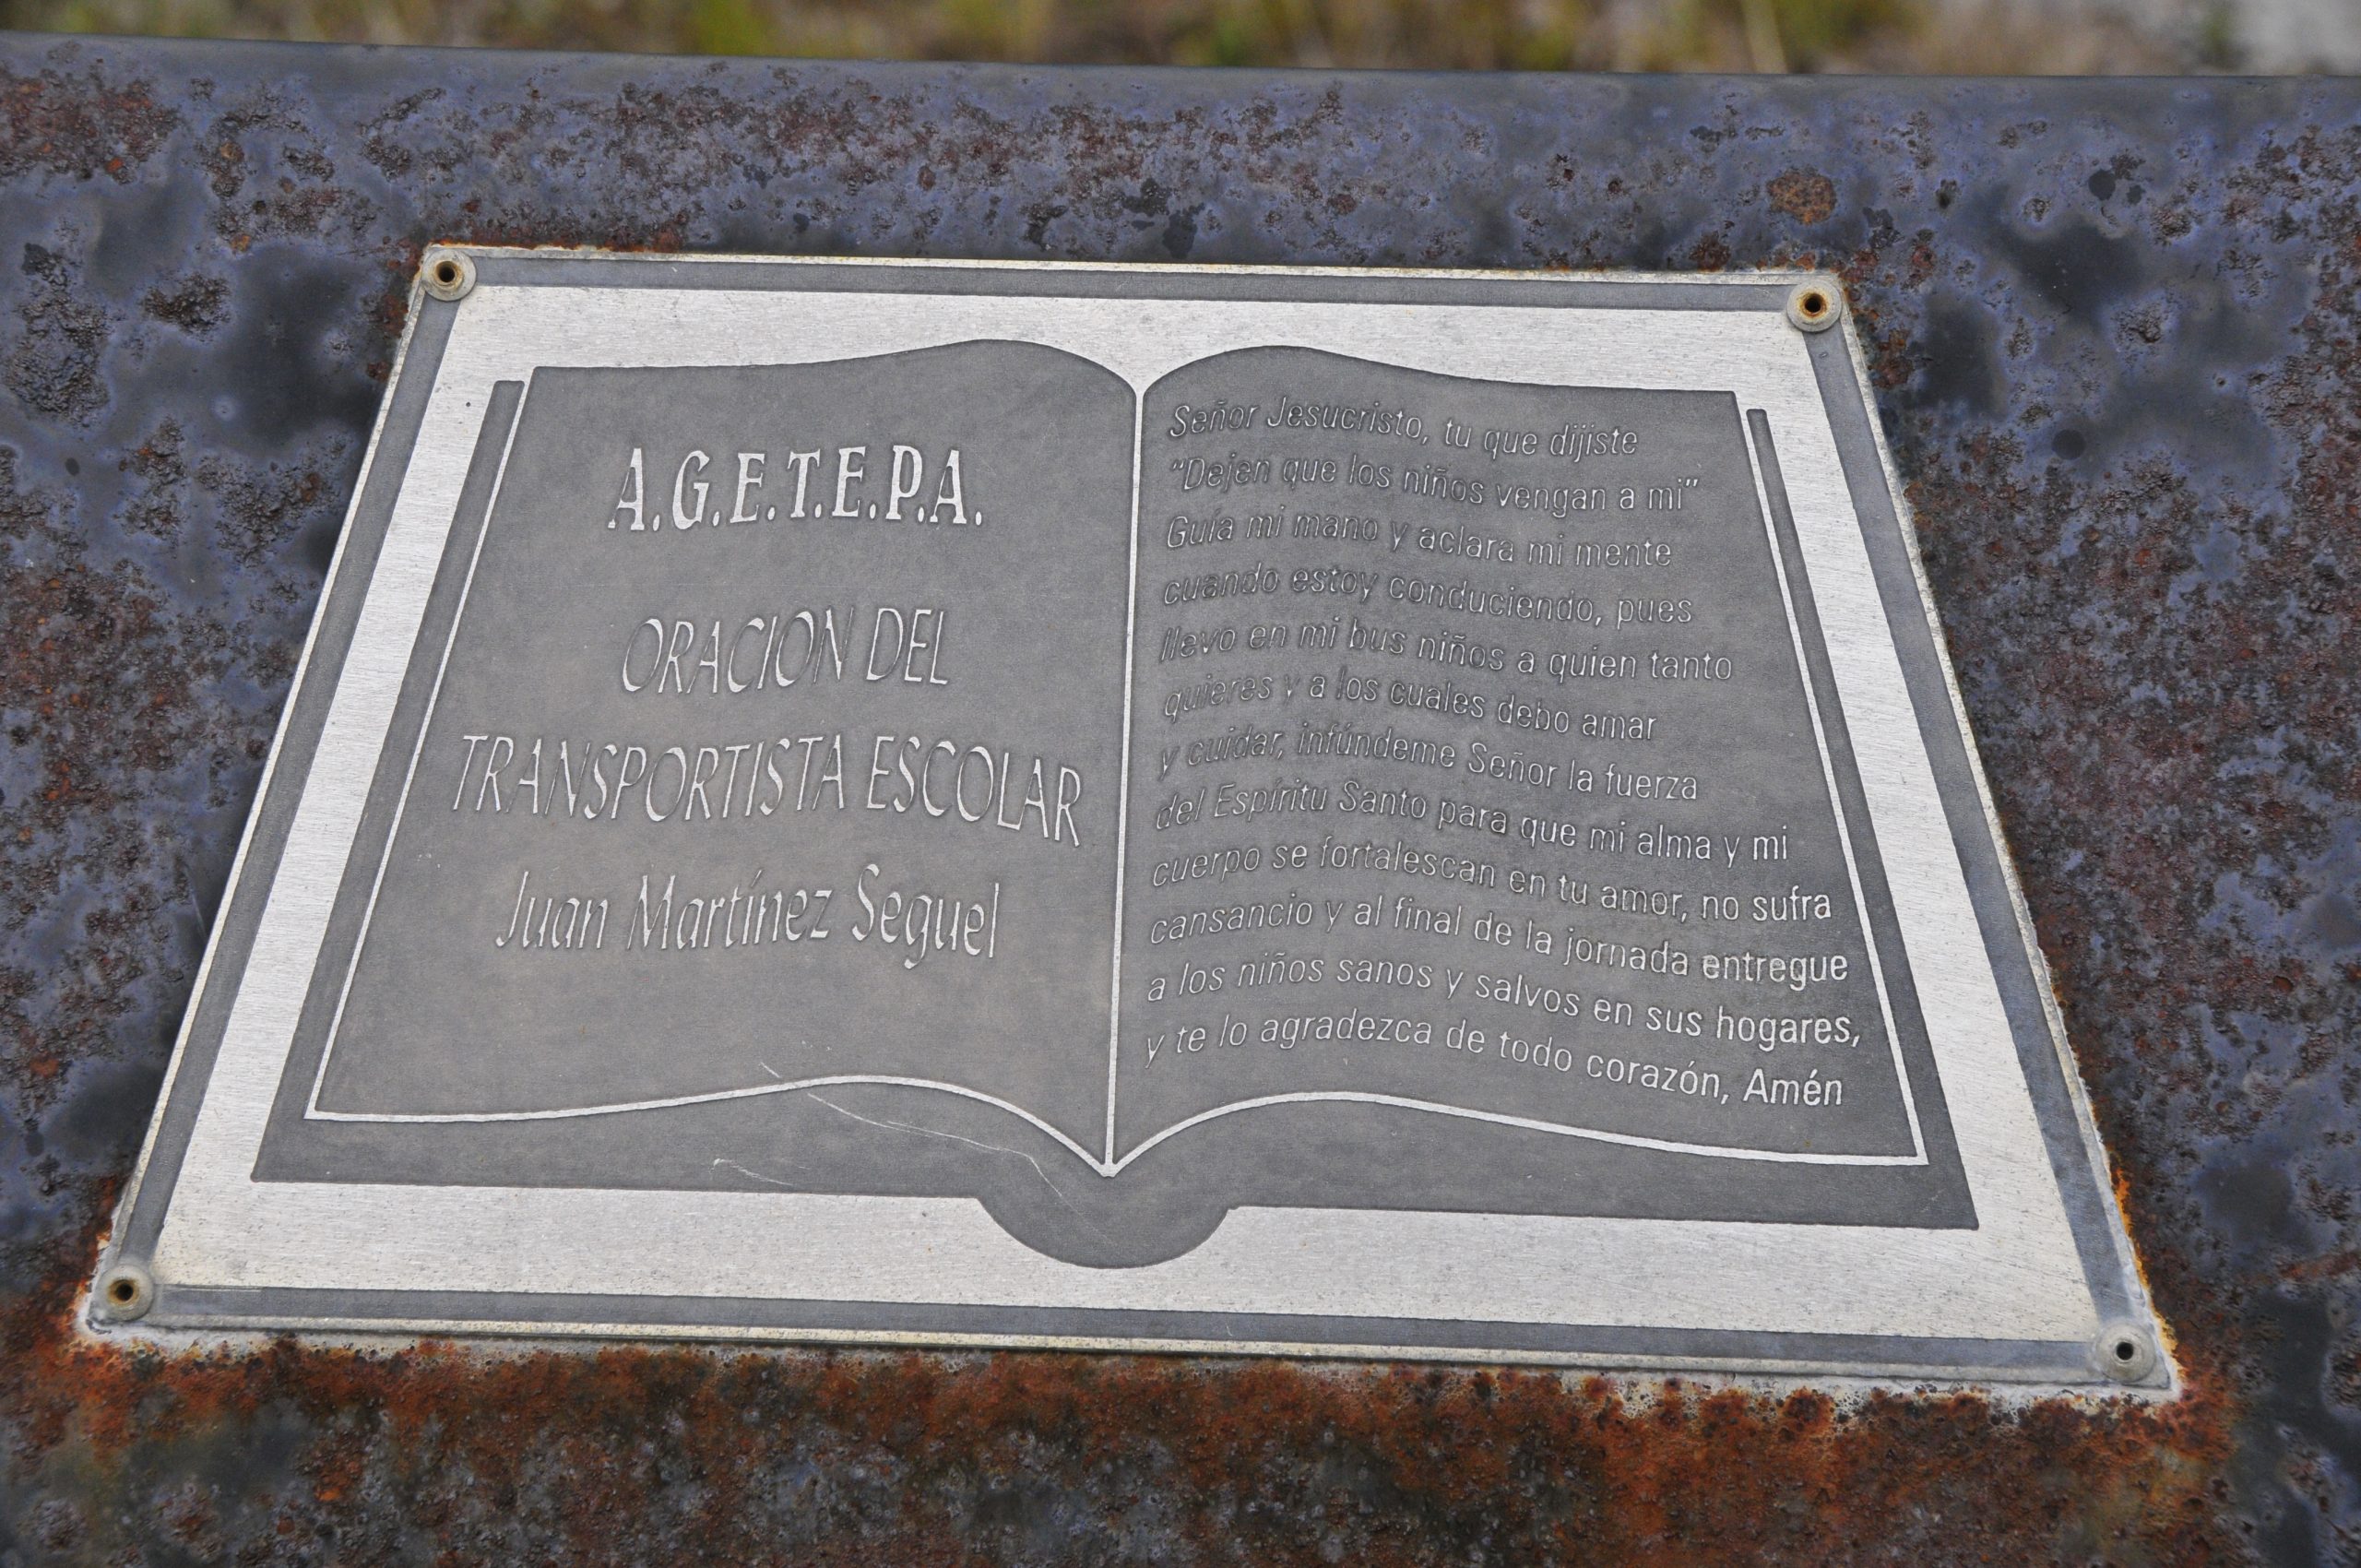 A.G.E.T.E.P.A.
ORACION DEL
TRANSPORTISTA ESCOLAR
Juan Martínez Seguel
Señor Jesucristo, tu que dijiste
"Dejen que los niños vengan a mi"
Guía mi mano y aclara mi mente
cuando estoy conduciendo, pues
llevo en mi bus niños a quien tanto
quieres y a los cuales debo amar
y cuidar, infúndeme Señor la fuerza
del Espíritu Santo para que mi alma y mi
cuerpo se fortalescan en tu amor, no sufra
cansancio y al final de la jornada entregue
a los niños sanos y salvos en sus hogares,
y te lo agradezca de todo corazón, Amén